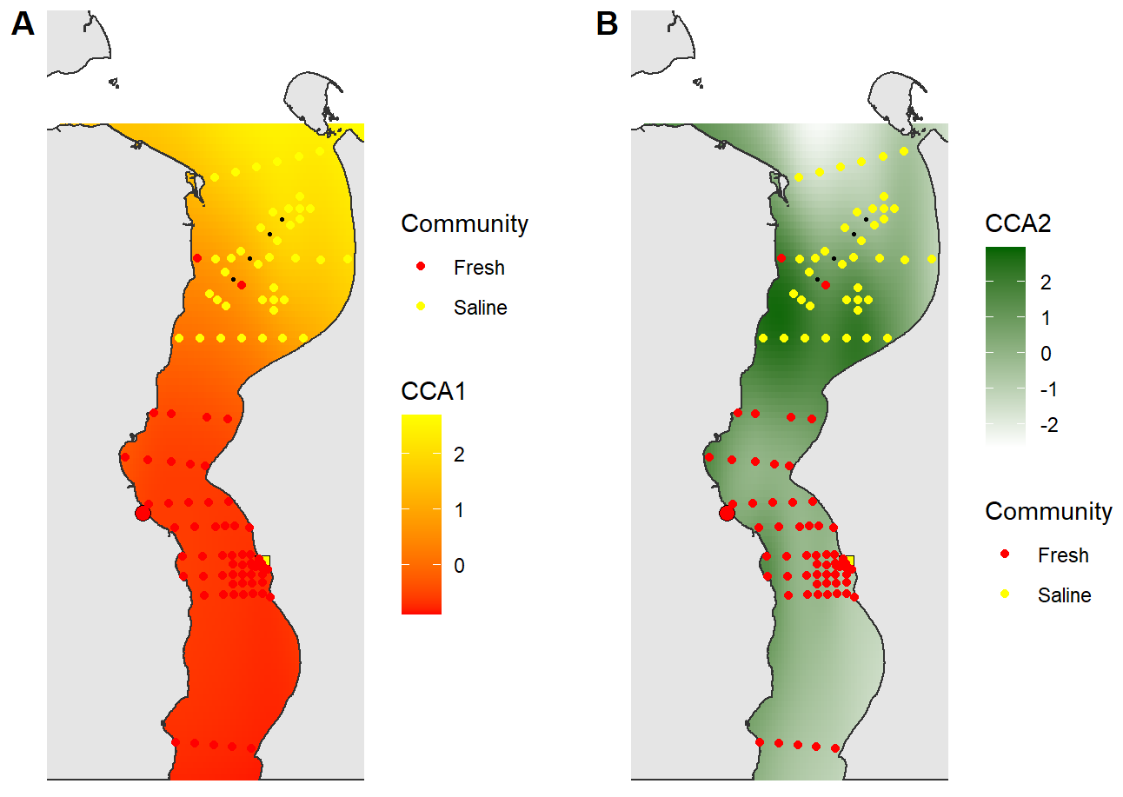 A
Community
Fresh
Saline
CCA1
2
1
0
B
CCA2
2
1
0
-1
-2
Community
Fresh
Saline